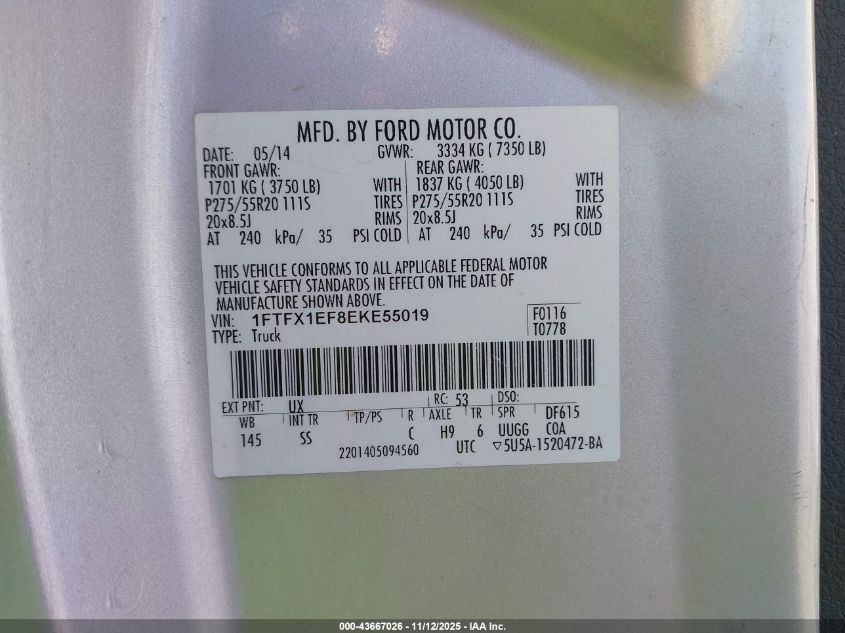 MFD. BY FORD MOTOR CO.
DATE: 05/14 GVWR: 3334 KG ( 7350 LB)
FRONT GAWR: REAR GAWR:
1701 KG ( 3750 LB) WITH 1837 KG ( 4050 LB) WITH
P275/55R20 111S TIRES P275/55R20 111S TIRES
20x8.5J RIMS 20x8.5J RIMS
AT 240 kPa/ 35 PSI COLD AT 240 kPa/ 35 PSI COLD
THIS VEHICLE CONFORMS TO ALL APPLICABLE FEDERAL MOTOR
VEHICLE SAFETY STANDARDS IN EFFECT ON THE DATE OF
MANUFACTURE SHOWN ABOVE.
VIN: 1FTFX1EF8EKE55019 F0116
TYPE: Truck T0778
EXT PNT: UX RC: 53 DSO:
WB INT TR TP/PS R AXLE TR SPR DF615
145 SS C H9 6 UUGG COA
2201405094560 UTC ▽5U5A-1520472-BA
000-43667026 - 11/12/2025 - IAA Inc.